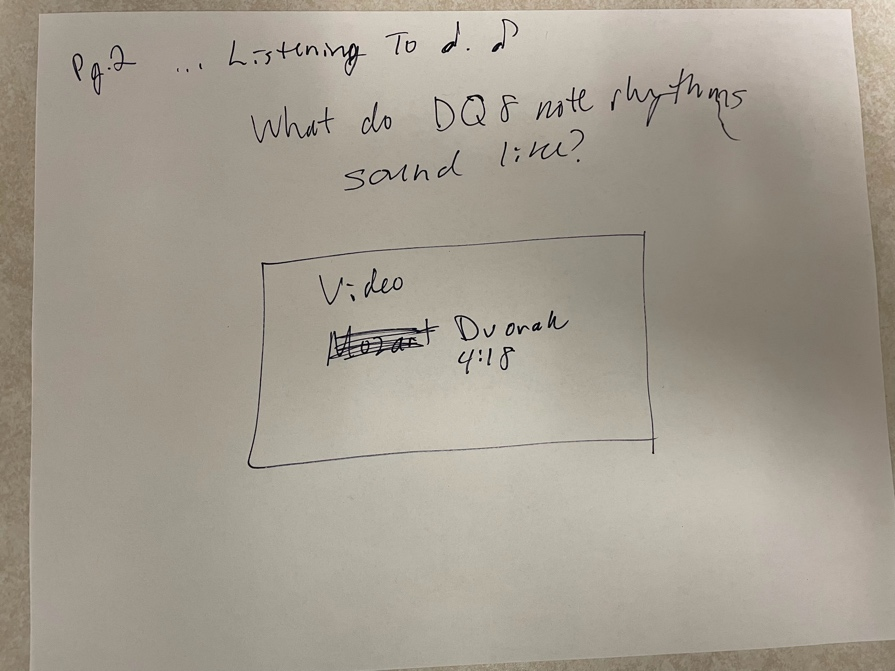 Pg.2 ... Listening To ♩. ♪
What do DQ8 note rhythms
sound like?
Video
Mozart Dvorak
4:18